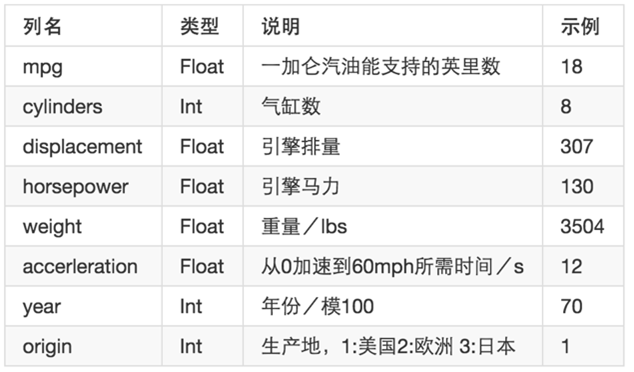 列名 类型 说明 示例
mpg Float 一加仑汽油能支持的英里数 18
cylinders Int 气缸数 8
displacement Float 引擎排量 307
horsepower Float 引擎马力 130
weight Float 重量／lbs 3504
accerleration Float 从0加速到60mph所需时间／s 12
year Int 年份／模100 70
origin Int 生产地，1:美国2:欧洲 3:日本 1